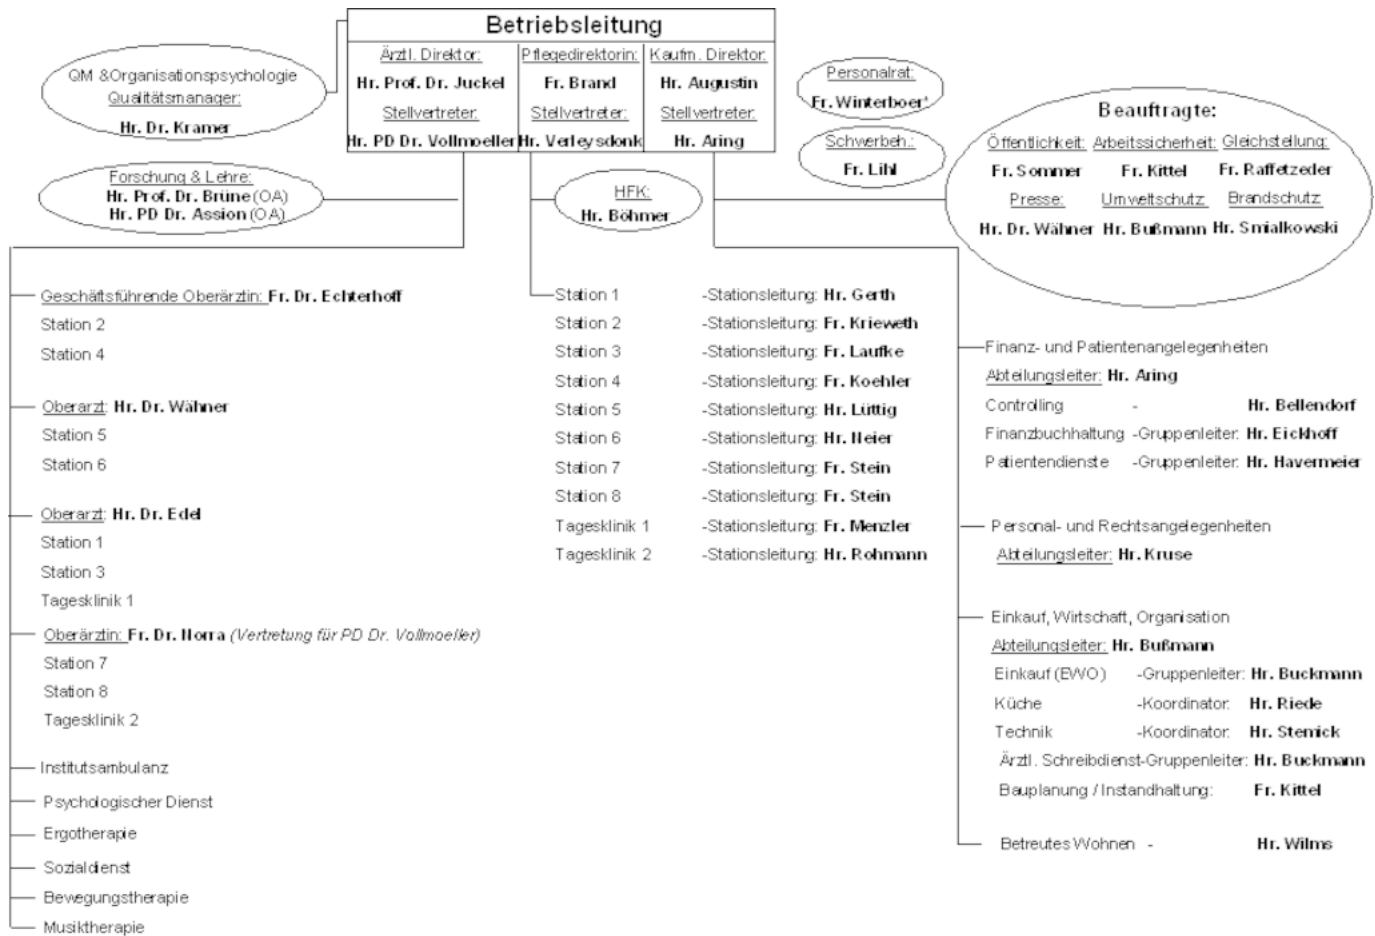 Betriebsleitung
Ärztl. Direktor:
Hr. Prof. Dr. Juckel
Stellvertreter:
Hr. PD Dr. Vollmoeller
Pflegedirektorin:
Fr. Brand
Stellvertreter:
Hr. Verleysdonk
Kaufm. Direktor:
Hr. Augustin
Stellvertreter:
Hr. Aring
QM &Organisationspsychologie
Qualitätsmanager:
Hr. Dr. Kramer
Forschung & Lehre:
Hr. Prof. Dr. Brüne (OA)
Hr. PD Dr. Assion (OA)
HFK:
Hr. Böhmer
Personalrat:
Fr. Winterboer*
Schwerbeh.:
Fr. Lihl
Beauftragte:
Öffentlichkeit: Arbeitssicherheit: Gleichstellung:
Fr. Sommer Fr. Kittel Fr. Raffetzeder
Presse: Umweltschutz: Brandschutz:
Hr. Dr. Wähner Hr. Bußmann Hr. Smialkowski
Geschäftsführende Oberärztin: Fr. Dr. Echterhoff
Station 2
Station 4
Oberarzt: Hr. Dr. Wähner
Station 5
Station 6
Oberarzt: Hr. Dr. Edel
Station 1
Station 3
Tagesklinik 1
Oberärztin: Fr. Dr. Norra (Vertretung für PD Dr. Vollmoeller)
Station 7
Station 8
Tagesklinik 2
Institutsambulanz
Psychologischer Dienst
Ergotherapie
Sozialdienst
Bewegungstherapie
Musiktherapie
Station 1 -Stationsleitung: Hr. Gerth
Station 2 -Stationsleitung: Fr. Krieweth
Station 3 -Stationsleitung: Fr. Laufke
Station 4 -Stationsleitung: Fr. Koehler
Station 5 -Stationsleitung: Hr. Lüttig
Station 6 -Stationsleitung: Hr. Neier
Station 7 -Stationsleitung: Fr. Stein
Station 8 -Stationsleitung: Fr. Stein
Tagesklinik 1 -Stationsleitung: Fr. Menzler
Tagesklinik 2 -Stationsleitung: Hr. Rohmann
Finanz- und Patientenangelegenheiten
Abteilungsleiter: Hr. Aring
Controlling - Hr. Bellendorf
Finanzbuchhaltung -Gruppenleiter: Hr. Eickhoff
Patientendienste -Gruppenleiter: Hr. Havermeier
Personal- und Rechtsangelegenheiten
Abteilungsleiter: Hr. Kruse
Einkauf, Wirtschaft, Organisation
Abteilungsleiter: Hr. Bußmann
Einkauf (EWO) -Gruppenleiter: Hr. Buckmann
Küche -Koordinator: Hr. Riede
Technik -Koordinator: Hr. Stemick
Ärztl. Schreibdienst-Gruppenleiter: Hr. Buckmann
Bauplanung / Instandhaltung: Fr. Kittel
Betreutes Wohnen - Hr. Wilms